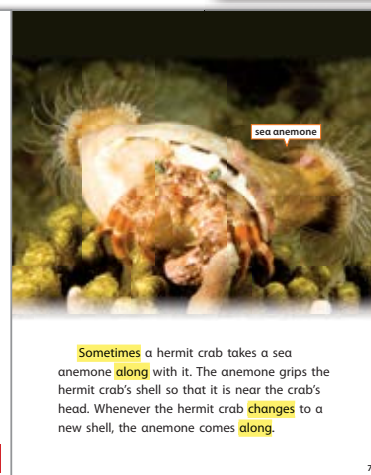 sea anemone
Sometimes a hermit crab takes a sea
anemone along with it. The anemone grips the
hermit crab's shell so that it is near the crab's
head. Whenever the hermit crab changes to a
new shell, the anemone comes along.
7